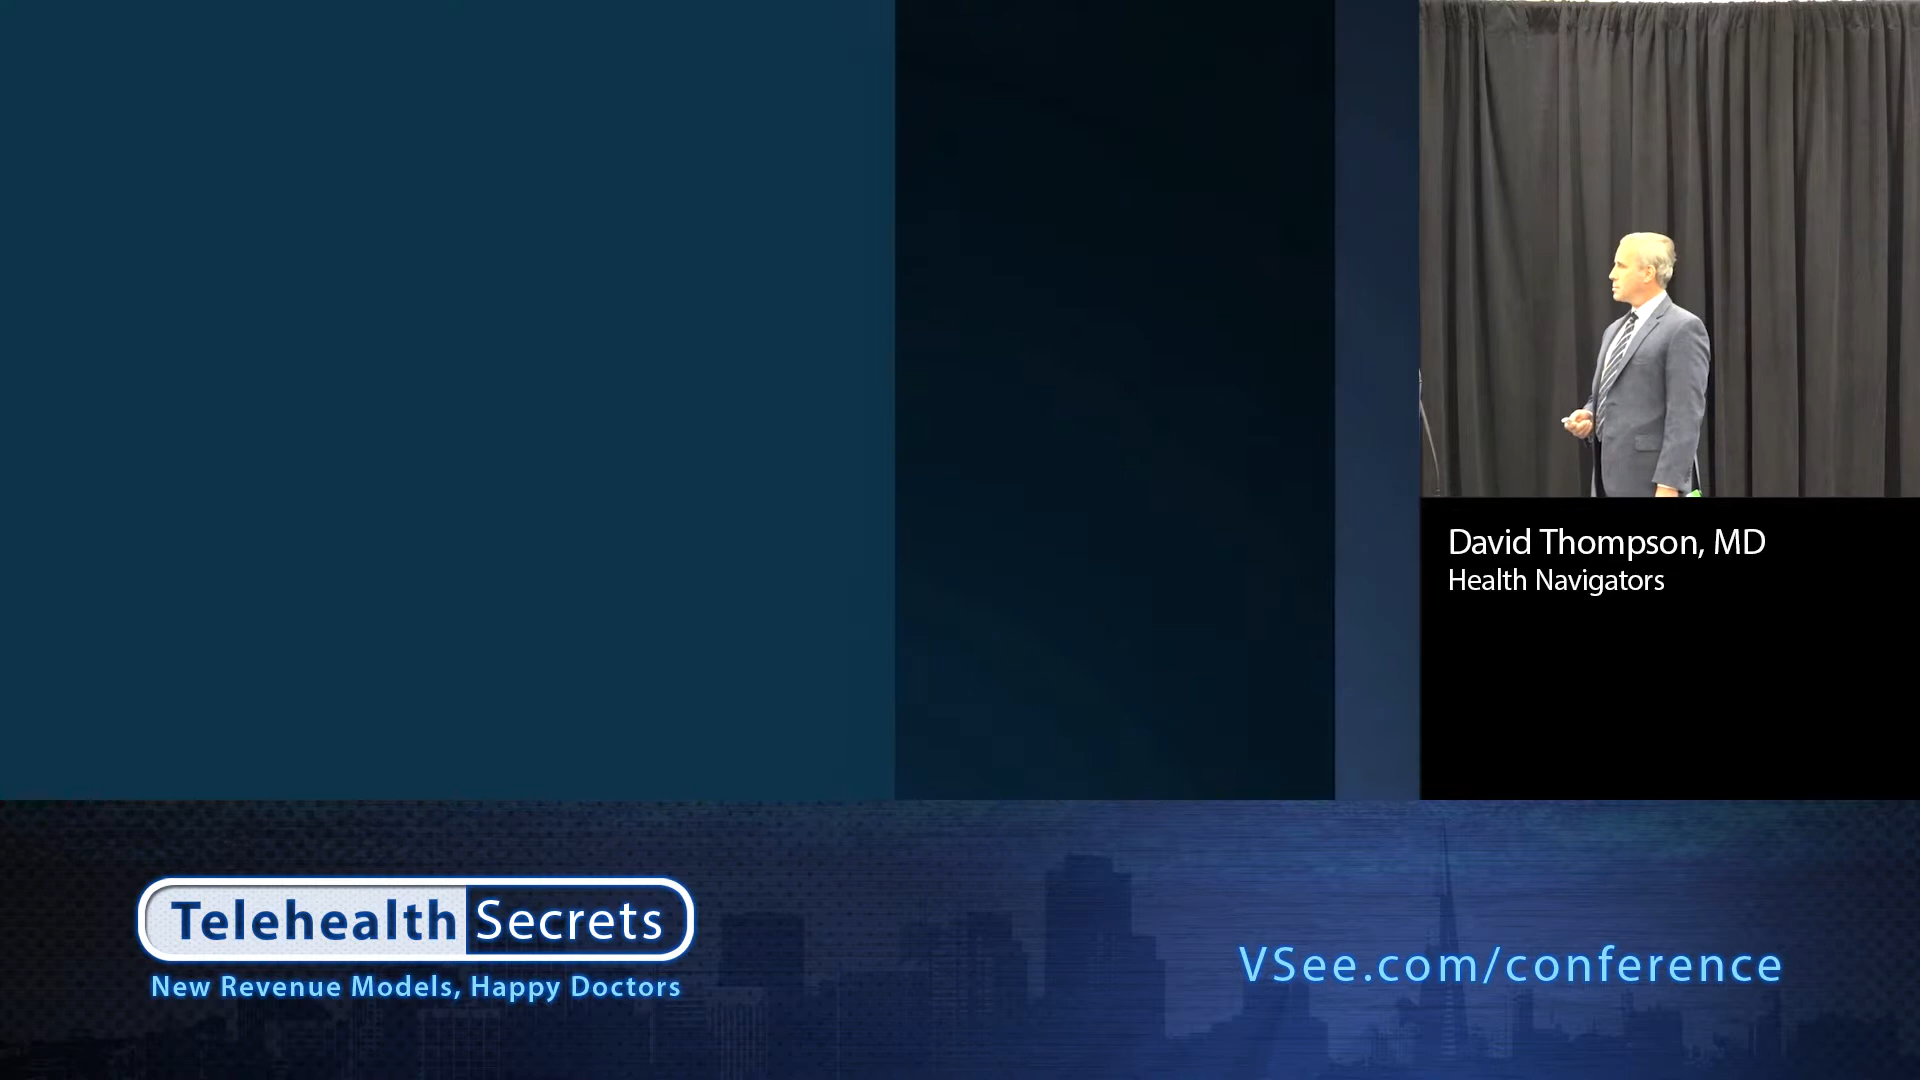 David Thompson, MD
Health Navigators
Telehealth Secrets
New Revenue Models, Happy Doctors
VSee.com/conference